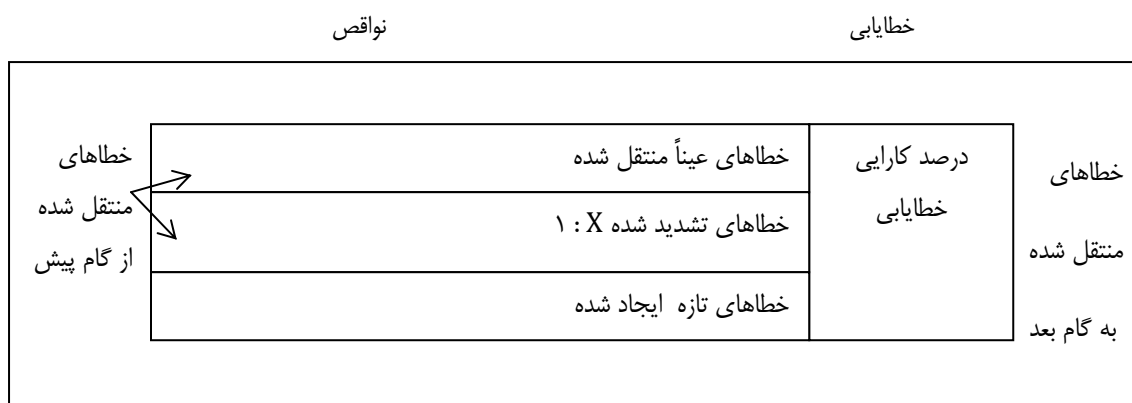 نواقص
خطایابی
خطاهای
منتقل شده
از گام پیش
خطاهای عیناً منتقل شده
خطاهای تشدید شده ۱ : X
خطاهای تازه ایجاد شده
درصد کارایی
خطایابی
خطاهای
منتقل شده
به گام بعد